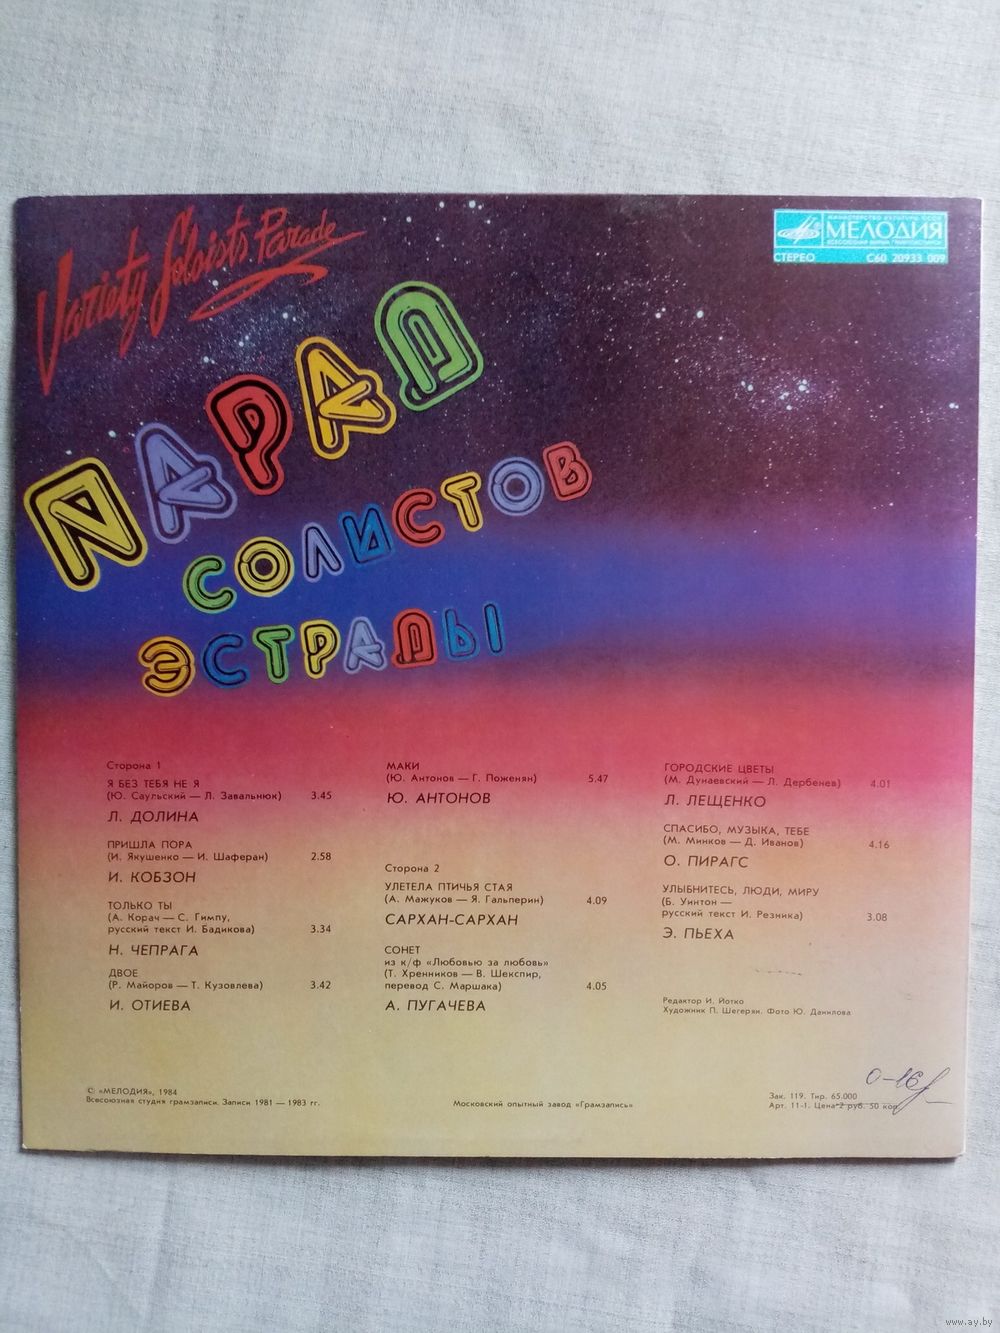 Variety Soloists Parade
МИНИСТЕРСТВО КУЛЬТУРЫ СССР
МЕЛОДИЯ
ВСЕСОЮЗНАЯ ФИРМА ГРАМПЛАСТИНОК
СТЕРЕО С60 20933 009
ПАРАД
СОЛИСТОВ
ЭСТРАДЫ
Сторона 1
Я БЕЗ ТЕБЯ НЕ Я
(Ю. Саульский — Л. Завальнюк) 3.45
Л. ДОЛИНА
ПРИШЛА ПОРА
(И. Якушенко — И. Шаферан) 2.58
И. КОБЗОН
ТОЛЬКО ТЫ
(А. Корач — С. Гимпу,
русский текст И. Бадикова) 3.34
Н. ЧЕПРАГА
ДВОЕ
(Р. Майоров — Т. Кузовлева) 3.42
И. ОТИЕВА
МАКИ
(Ю. Антонов — Г. Поженян) 5.47
Ю. АНТОНОВ
Сторона 2
УЛЕТЕЛА ПТИЧЬЯ СТАЯ
(А. Мажуков — Я. Гальперин) 4.09
САРХАН-САРХАН
СОНЕТ
из к/ф «Любовью за любовь»
(Т. Хренников — В. Шекспир,
перевод С. Маршака) 4.05
А. ПУГАЧЕВА
ГОРОДСКИЕ ЦВЕТЫ
(М. Дунаевский — Л. Дербенев) 4.01
Л. ЛЕЩЕНКО
СПАСИБО, МУЗЫКА, ТЕБЕ
(М. Минков — Д. Иванов) 4.16
О. ПИРАГС
УЛЫБНИТЕСЬ, ЛЮДИ, МИРУ
(Б. Уинтон —
русский текст И. Резника) 3.08
Э. ПЬЕХА
Редактор И. Йотко
Художник П. Шегерян. Фото Ю. Данилова
© «МЕЛОДИЯ», 1984
Всесоюзная студия грамзаписи. Записи 1981 — 1983 гг.
Московский опытный завод «Грамзапись»
0-16
Зак. 119. Тир. 65.000
Арт. 11-1. Цена 2 руб. 50 коп.
www.ay.by